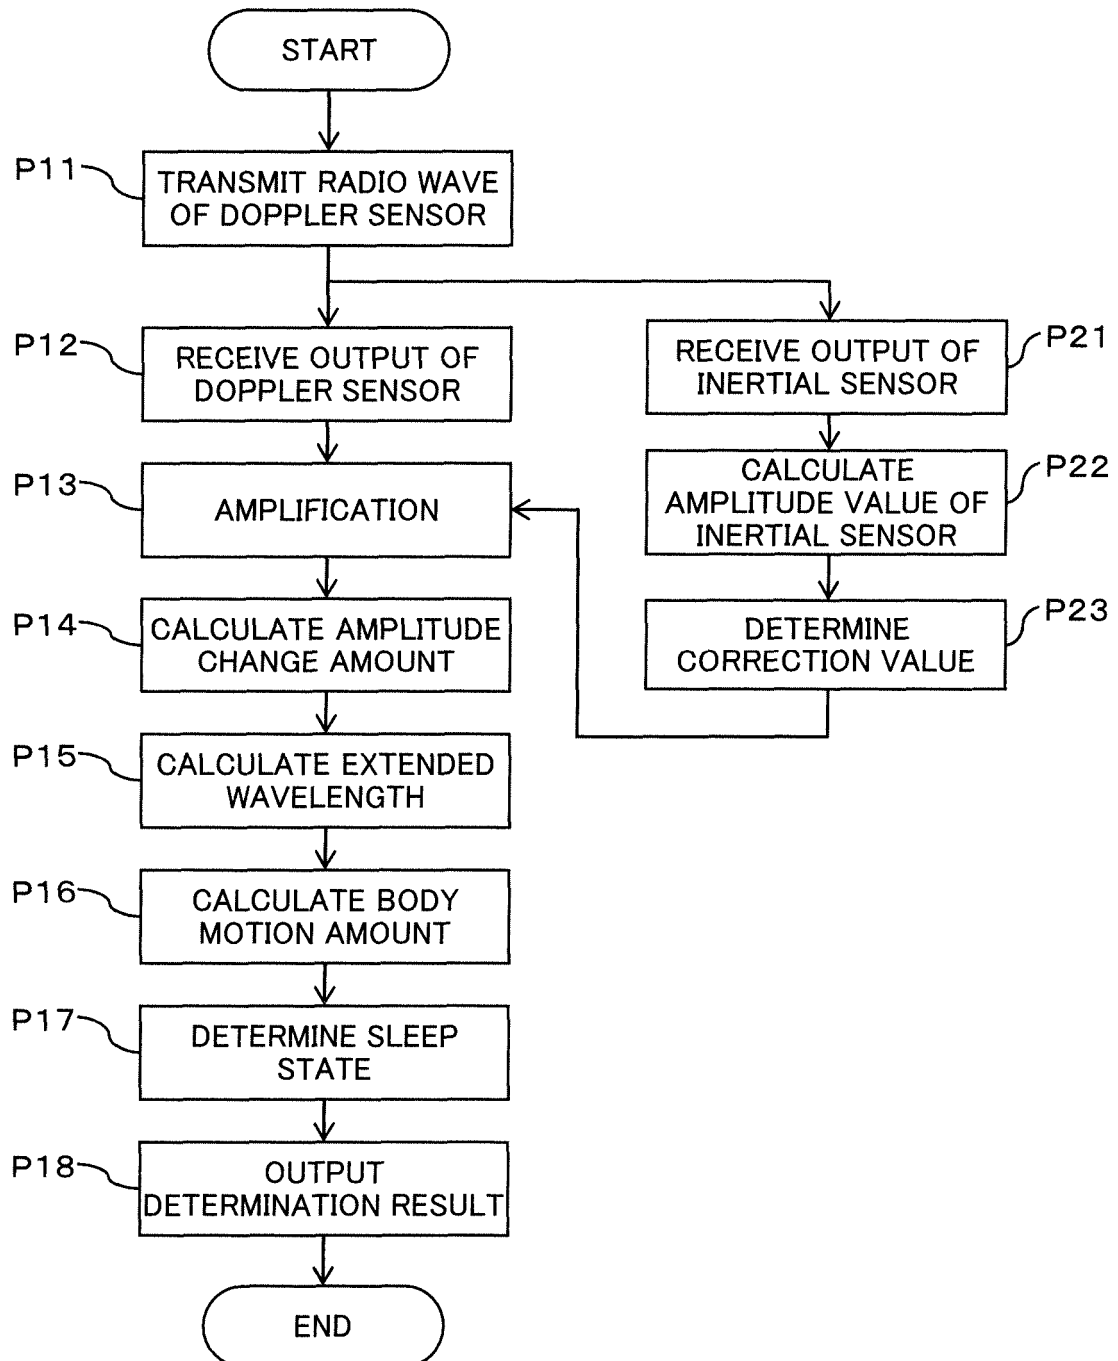 START
P11
TRANSMIT RADIO WAVE
OF DOPPLER SENSOR
P12
RECEIVE OUTPUT OF
DOPPLER SENSOR
P13
AMPLIFICATION
P14
CALCULATE AMPLITUDE
CHANGE AMOUNT
P15
CALCULATE EXTENDED
WAVELENGTH
P16
CALCULATE BODY
MOTION AMOUNT
P17
DETERMINE SLEEP
STATE
P18
OUTPUT
DETERMINATION RESULT
END
P21
RECEIVE OUTPUT OF
INERTIAL SENSOR
P22
CALCULATE
AMPLITUDE VALUE OF
INERTIAL SENSOR
P23
DETERMINE
CORRECTION VALUE